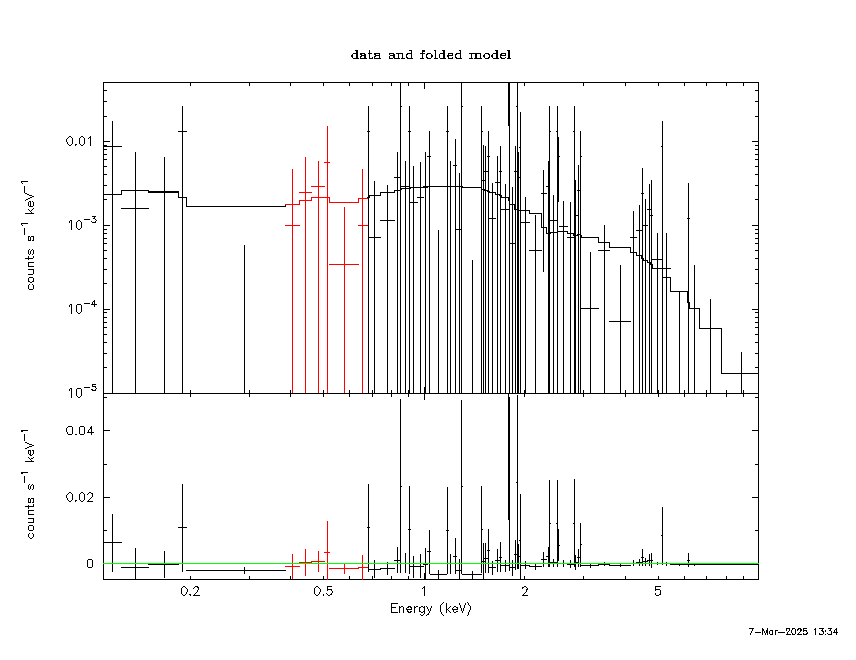 data and folded model
0.01
10⁻³
10⁻⁴
10⁻⁵
counts s⁻¹ keV⁻¹
0.04
0.02
0
counts s⁻¹ keV⁻¹
0.2 0.5 1 2 5
Energy (keV)
7-Mar-2025 13:34